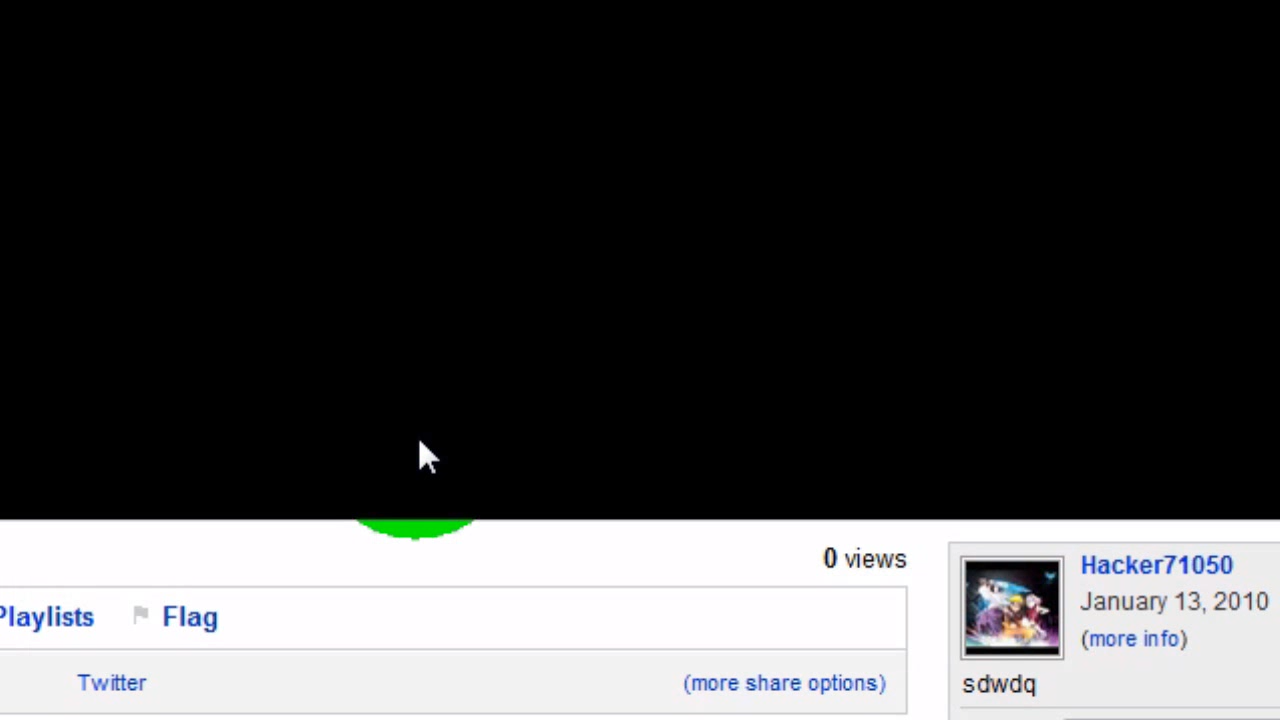 0 views
Playlists
Flag
Twitter
(more share options)
Hacker71050
January 13, 2010
(more info)
sdwdq